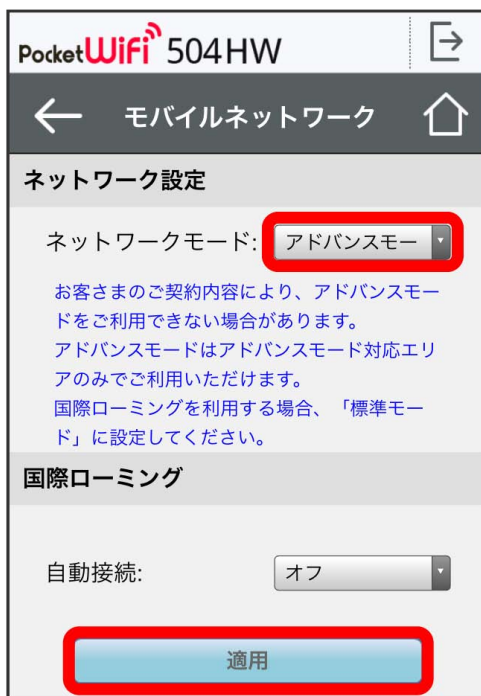 PocketWiFi 504HW
モバイルネットワーク
ネットワーク設定
ネットワークモード: アドバンスモー
お客さまのご契約内容により、アドバンスモー
ドをご利用できない場合があります。
アドバンスモードはアドバンスモード対応エリ
アのみでご利用いただけます。
国際ローミングを利用する場合、「標準モー
ド」に設定してください。
国際ローミング
自動接続: オフ
適用